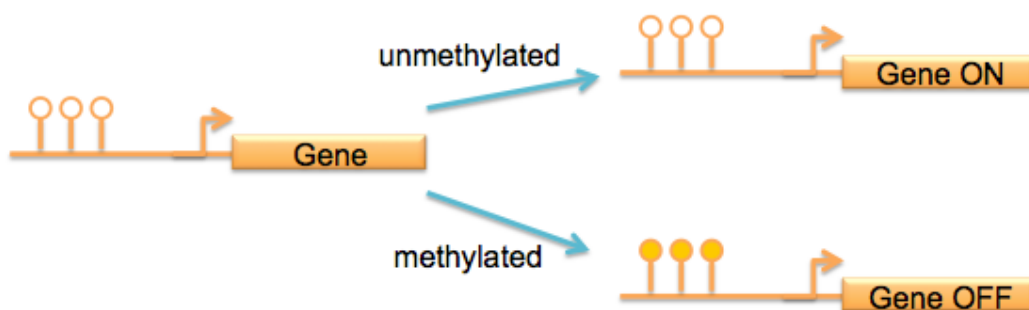 unmethylated
Gene ON
Gene
methylated
Gene OFF